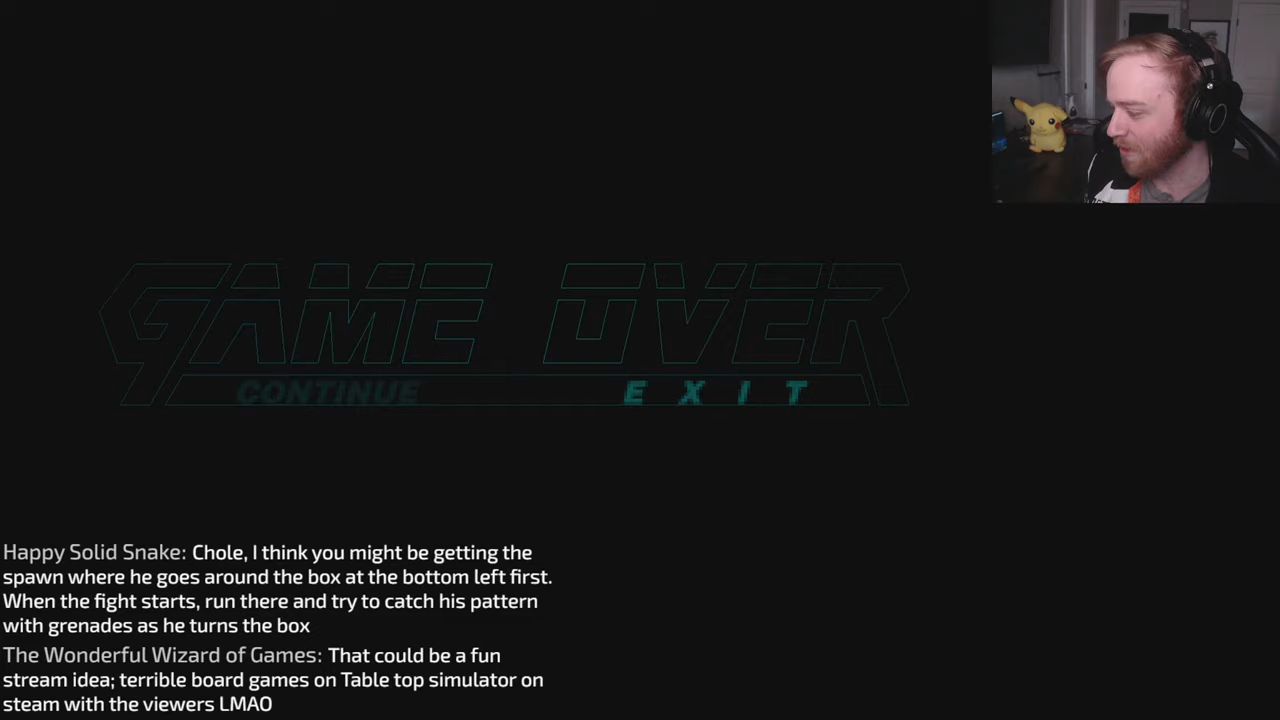 GAME OVER
CONTINUE EXIT
Happy Solid Snake: Chole, I think you might be getting the
spawn where he goes around the box at the bottom left first.
When the fight starts, run there and try to catch his pattern
with grenades as he turns the box
The Wonderful Wizard of Games: That could be a fun
stream idea; terrible board games on Table top simulator on
steam with the viewers LMAO